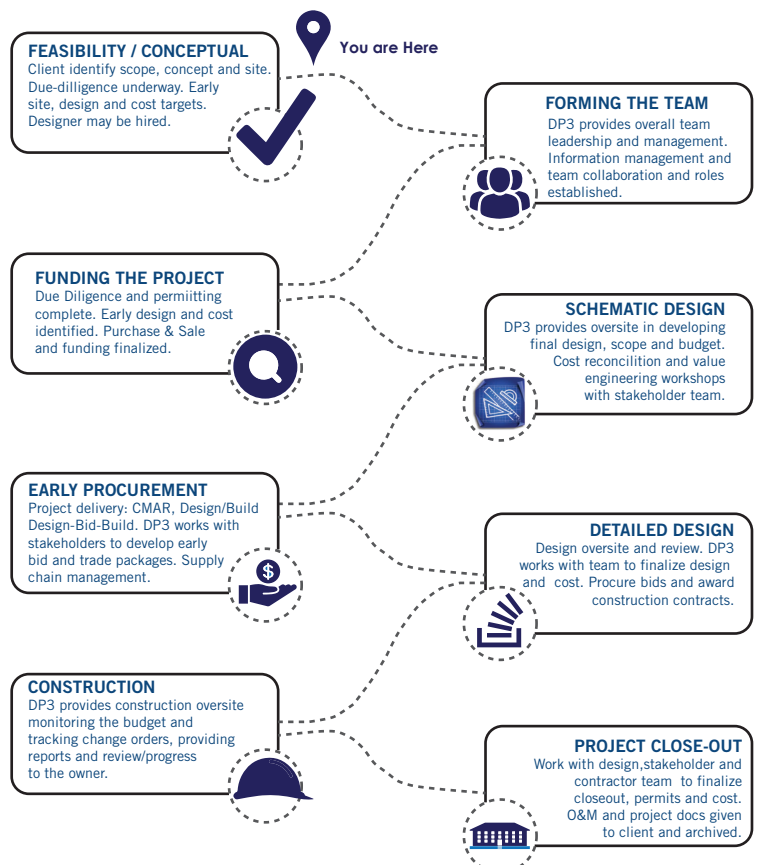 You are Here
FEASIBILITY / CONCEPTUAL
Client identify scope, concept and site.
Due-dilligence underway. Early
site, design and cost targets.
Designer may be hired.
FORMING THE TEAM
DP3 provides overall team
leadership and management.
Information management and
team collaboration and roles
established.
FUNDING THE PROJECT
Due Diligence and permiitting
complete. Early design and cost
identified. Purchase & Sale
and funding finalized.
SCHEMATIC DESIGN
DP3 provides oversite in developing
final design, scope and budget.
Cost reconcilition and value
engineering workshops
with stakeholder team.
EARLY PROCUREMENT
Project delivery: CMAR, Design/Build
Design-Bid-Build. DP3 works with
stakeholders to develop early
bid and trade packages. Supply
chain management.
$
DETAILED DESIGN
Design oversite and review. DP3
works with team to finalize design
and  cost. Procure bids and award
construction contracts.
CONSTRUCTION
DP3 provides construction oversite
monitoring the budget and
tracking change orders, providing
reports and review/progress
to the owner.
PROJECT CLOSE-OUT
Work with design,stakeholder and
contractor team  to finalize
closeout, permits and cost.
O&M and project docs given
to client and archived.